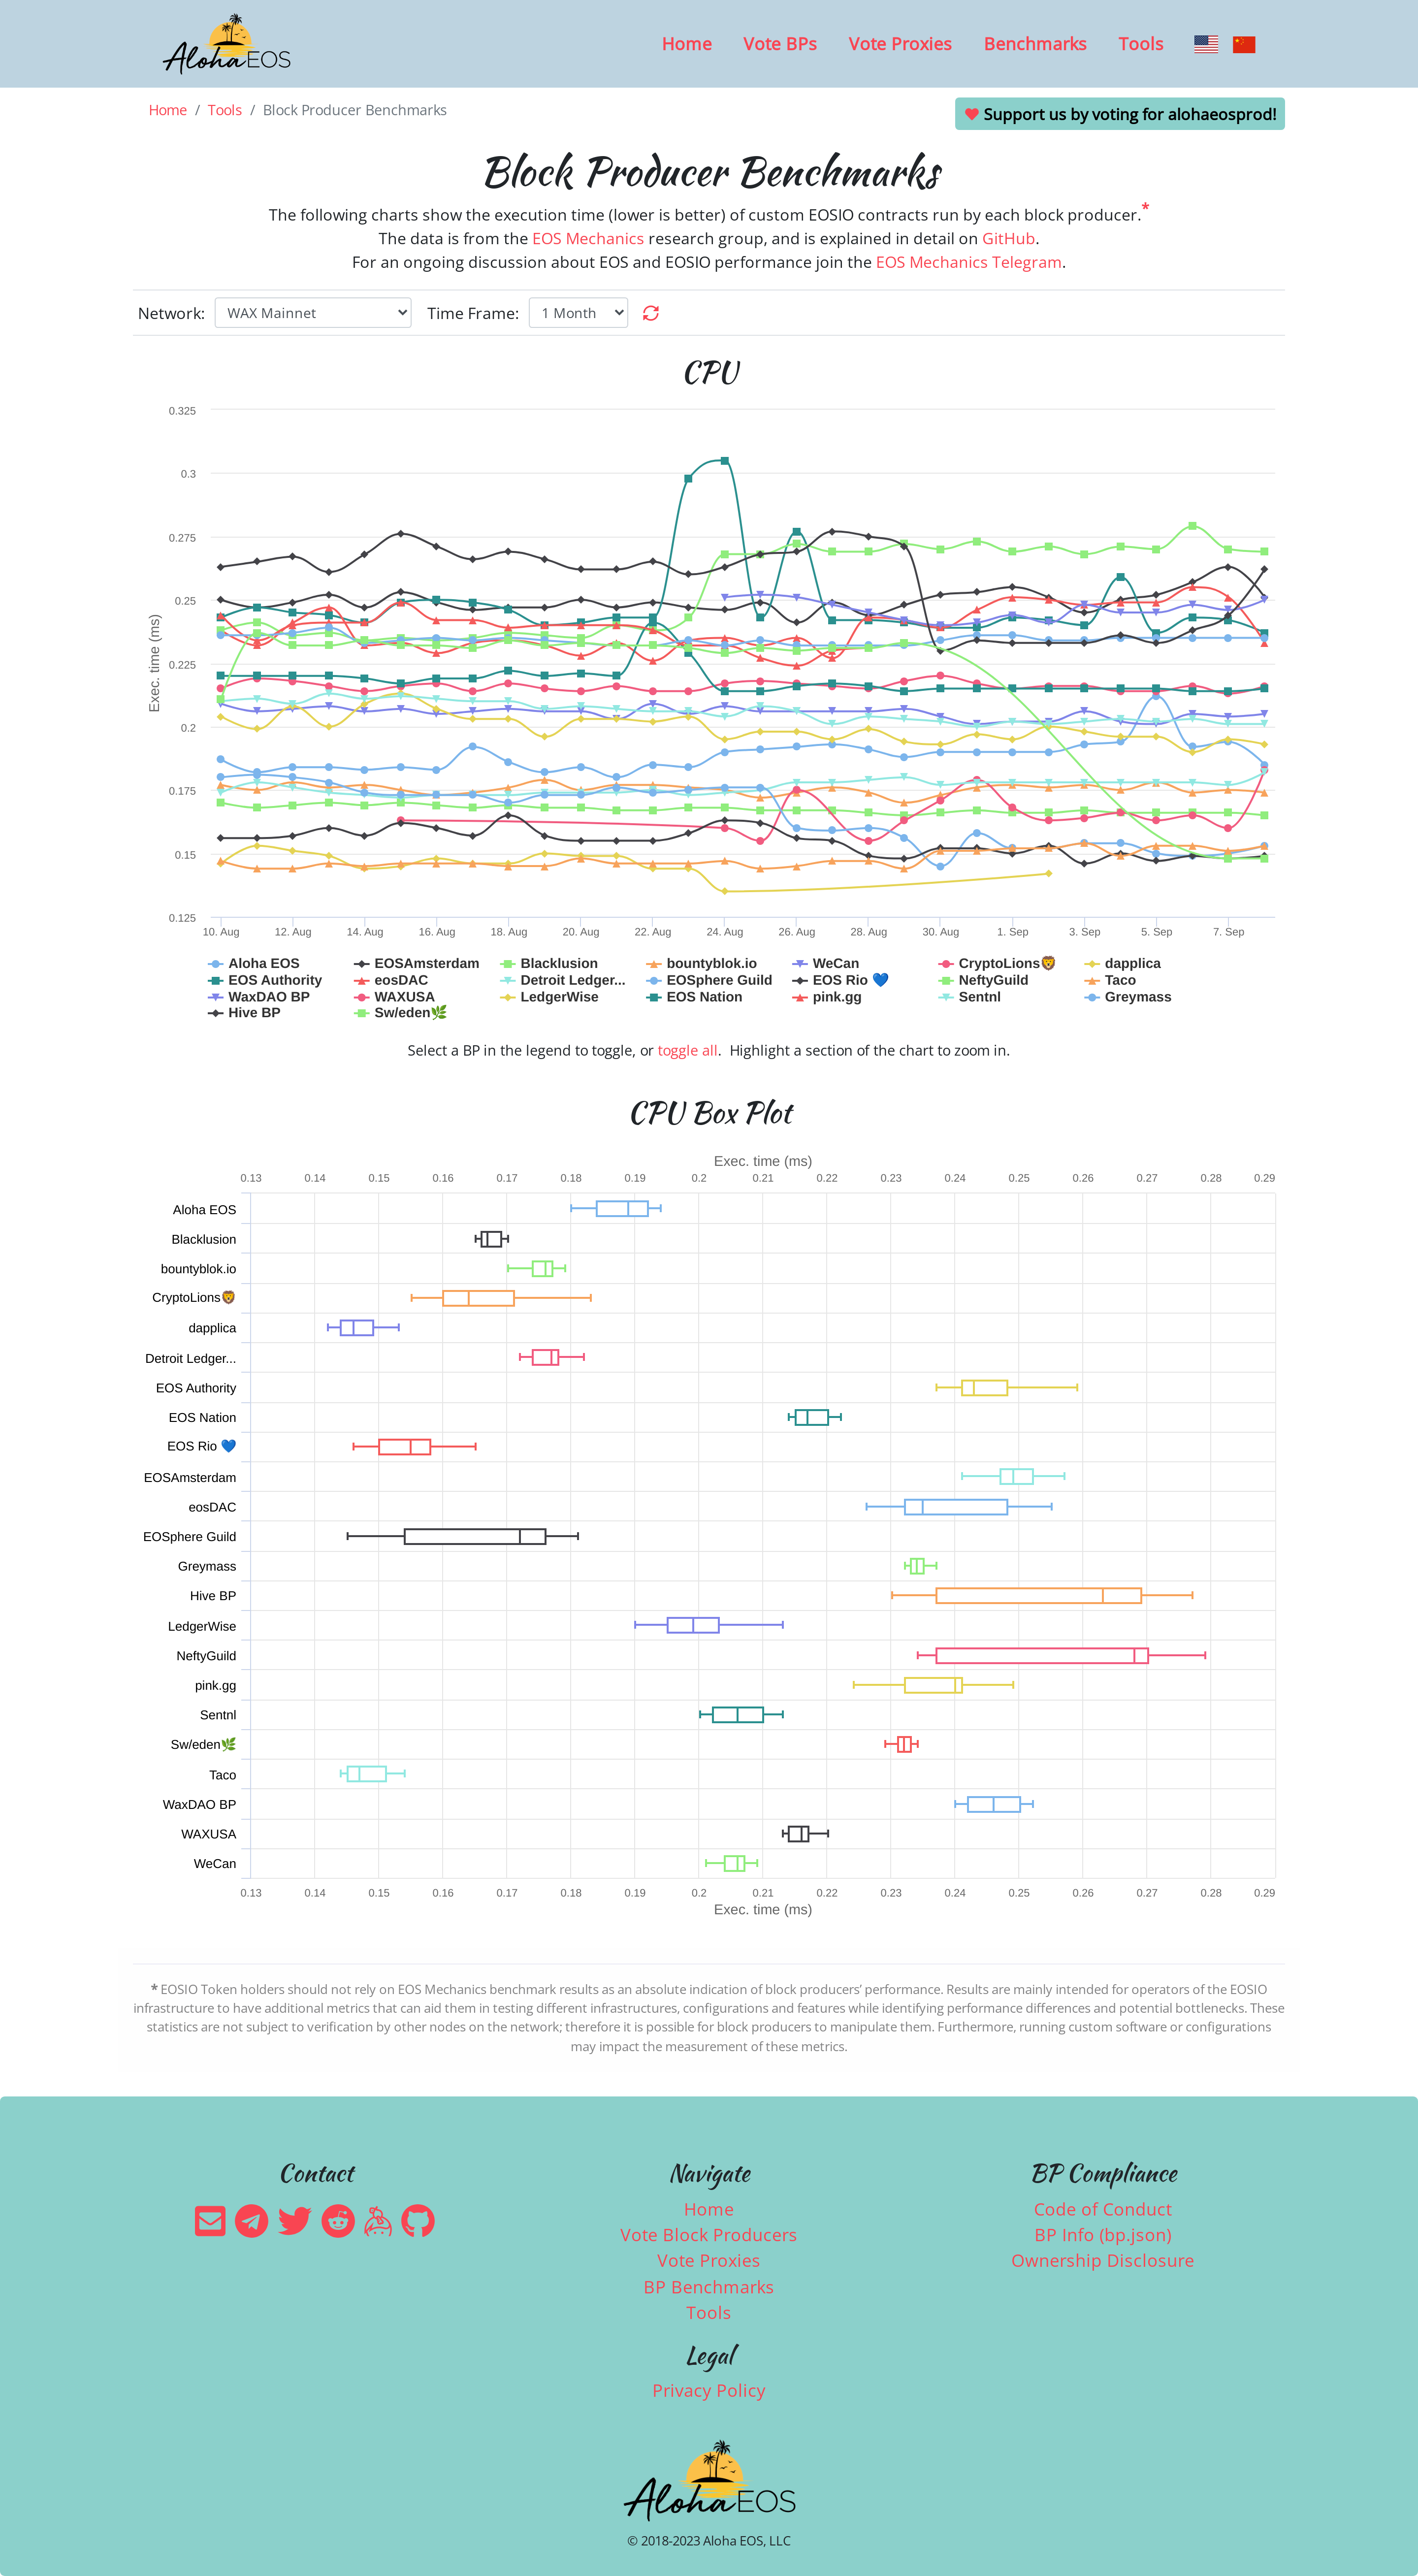 Aloha EOS
Home Vote BPs Vote Proxies Benchmarks Tools
Home / Tools / Block Producer Benchmarks
Support us by voting for alohaeosprod!
Block Producer Benchmarks
The following charts show the execution time (lower is better) of custom EOSIO contracts run by each block producer.*
The data is from the EOS Mechanics research group, and is explained in detail on GitHub.
For an ongoing discussion about EOS and EOSIO performance join the EOS Mechanics Telegram.
Network: WAX Mainnet Time Frame: 1 Month
CPU
Exec. time (ms)
0.325
0.3
0.275
0.25
0.225
0.2
0.175
0.15
0.125
10. Aug 12. Aug 14. Aug 16. Aug 18. Aug 20. Aug 22. Aug 24. Aug 26. Aug 28. Aug 30. Aug 1. Sep 3. Sep 5. Sep 7. Sep
Aloha EOS EOSAmsterdam Blacklusion bountyblok.io WeCan CryptoLions🦁 dapplica
EOS Authority eosDAC Detroit Ledger... EOSphere Guild EOS Rio 💙 NeftyGuild Taco
WaxDAO BP WAXUSA LedgerWise EOS Nation pink.gg Sentnl Greymass
Hive BP Sw/eden🌿
Select a BP in the legend to toggle, or toggle all. Highlight a section of the chart to zoom in.
CPU Box Plot
Exec. time (ms)
0.13 0.14 0.15 0.16 0.17 0.18 0.19 0.2 0.21 0.22 0.23 0.24 0.25 0.26 0.27 0.28 0.29
Aloha EOS
Blacklusion
bountyblok.io
CryptoLions🦁
dapplica
Detroit Ledger...
EOS Authority
EOS Nation
EOS Rio 💙
EOSAmsterdam
eosDAC
EOSphere Guild
Greymass
Hive BP
LedgerWise
NeftyGuild
pink.gg
Sentnl
Sw/eden🌿
Taco
WaxDAO BP
WAXUSA
WeCan
0.13 0.14 0.15 0.16 0.17 0.18 0.19 0.2 0.21 0.22 0.23 0.24 0.25 0.26 0.27 0.28 0.29
Exec. time (ms)
* EOSIO Token holders should not rely on EOS Mechanics benchmark results as an absolute indication of block producers’ performance. Results are mainly intended for operators of the EOSIO
infrastructure to have additional metrics that can aid them in testing different infrastructures, configurations and features while identifying performance differences and potential bottlenecks. These
statistics are not subject to verification by other nodes on the network; therefore it is possible for block producers to manipulate them. Furthermore, running custom software or configurations
may impact the measurement of these metrics.
Contact
Navigate
Home
Vote Block Producers
Vote Proxies
BP Benchmarks
Tools
Legal
Privacy Policy
BP Compliance
Code of Conduct
BP Info (bp.json)
Ownership Disclosure
Aloha EOS
© 2018-2023 Aloha EOS, LLC